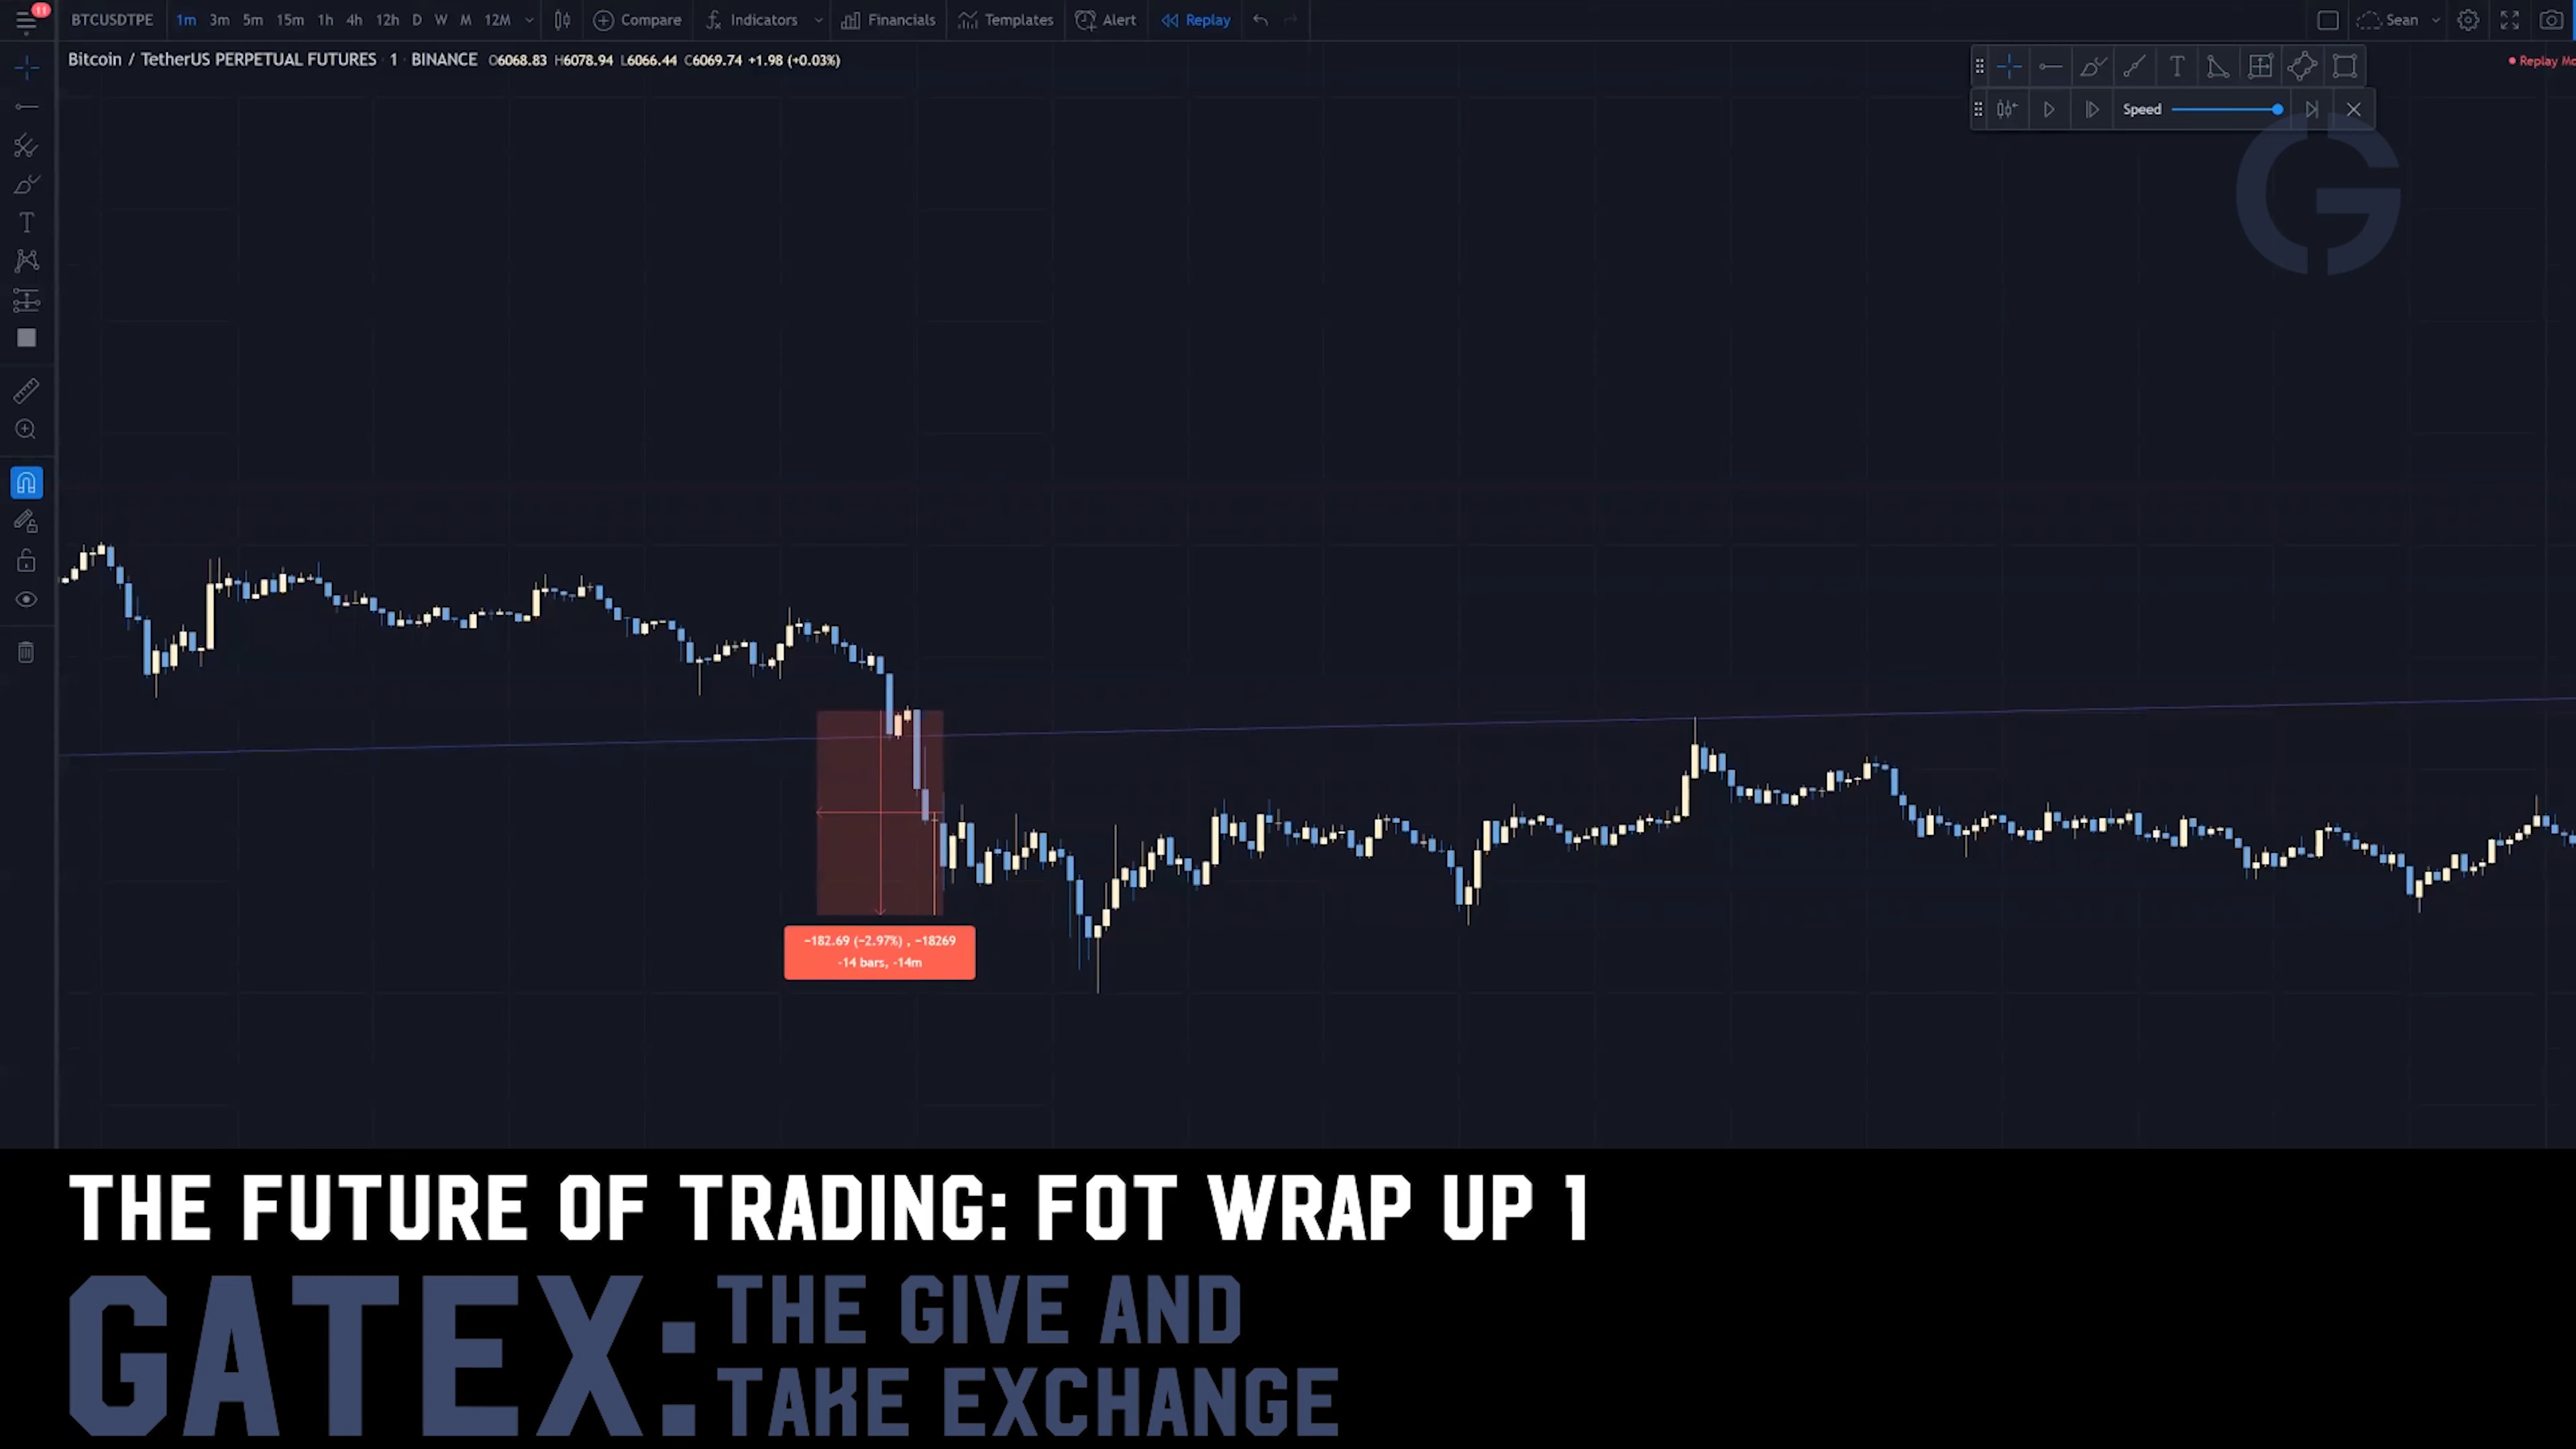 11 BTCUSDTPE 1m 3m 5m 15m 1h 4h 12h D W M 12M Compare Indicators Financials Templates Alert Replay Sean
Bitcoin / TetherUS PERPETUAL FUTURES 1 BINANCE O6068.83 H6078.94 L6066.44 C6069.74 +1.98 (+0.03%)
Replay Mo
Speed
G
−182.69 (−2.97%) , −18269
-14 bars, -14m
THE FUTURE OF TRADING: FOT WRAP UP 1
GATEX: THE GIVE AND
TAKE EXCHANGE